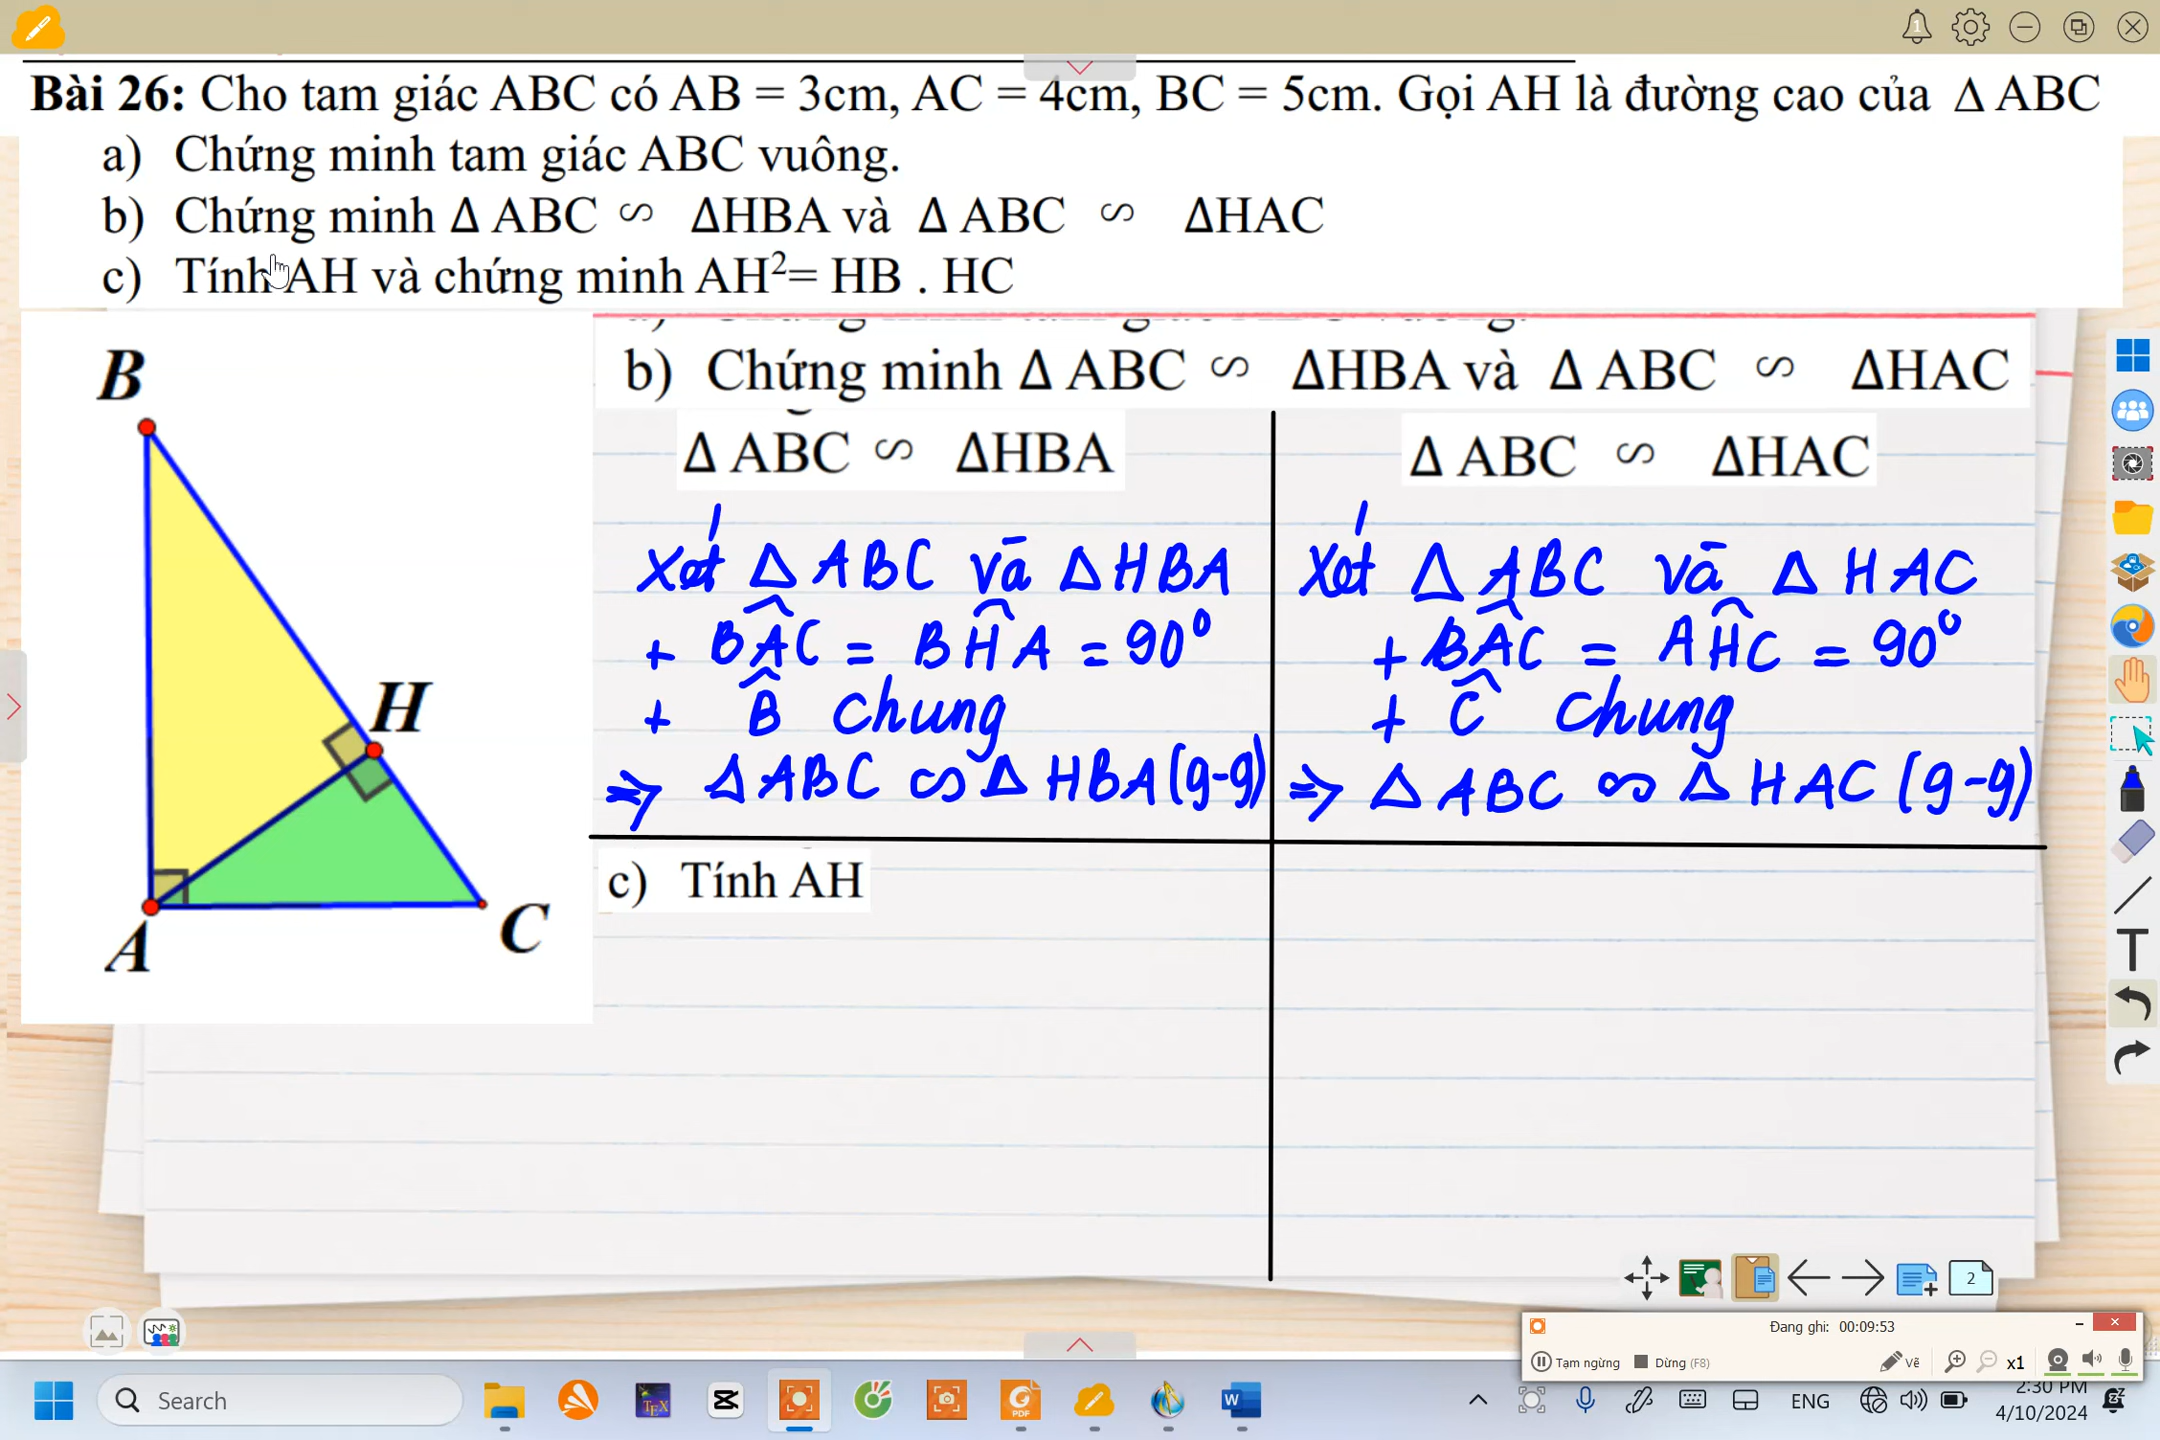 Bài 26: Cho tam giác ABC có AB = 3cm, AC = 4cm, BC = 5cm. Gọi AH là đường cao của Δ ABC
a) Chứng minh tam giác ABC vuông.
b) Chứng minh Δ ABC ∽ ΔHBA và Δ ABC ∽ ΔHAC
c) Tính AH và chứng minh AH²= HB . HC
B
H
A
C
b) Chứng minh Δ ABC ∽ ΔHBA và Δ ABC ∽ ΔHAC
Δ ABC ∽ ΔHBA
Xét Δ ABC và Δ HBA
+ BÂC = BĤA = 90⁰
+ B̂ chung
⇒ Δ ABC ∽ Δ HBA (g-g)
Δ ABC ∽ ΔHAC
Xét Δ ABC và Δ HAC
+ BÂC = AĤC = 90⁰
+ Ĉ chung
⇒ Δ ABC ∽ Δ HAC (g-g)
c) Tính AH
T
2
Đang ghi: 00:09:53
Tạm ngừng Dừng (F8) Vẽ x1
Search
TEX
PDF
W
ENG
2:30 PM
4/10/2024